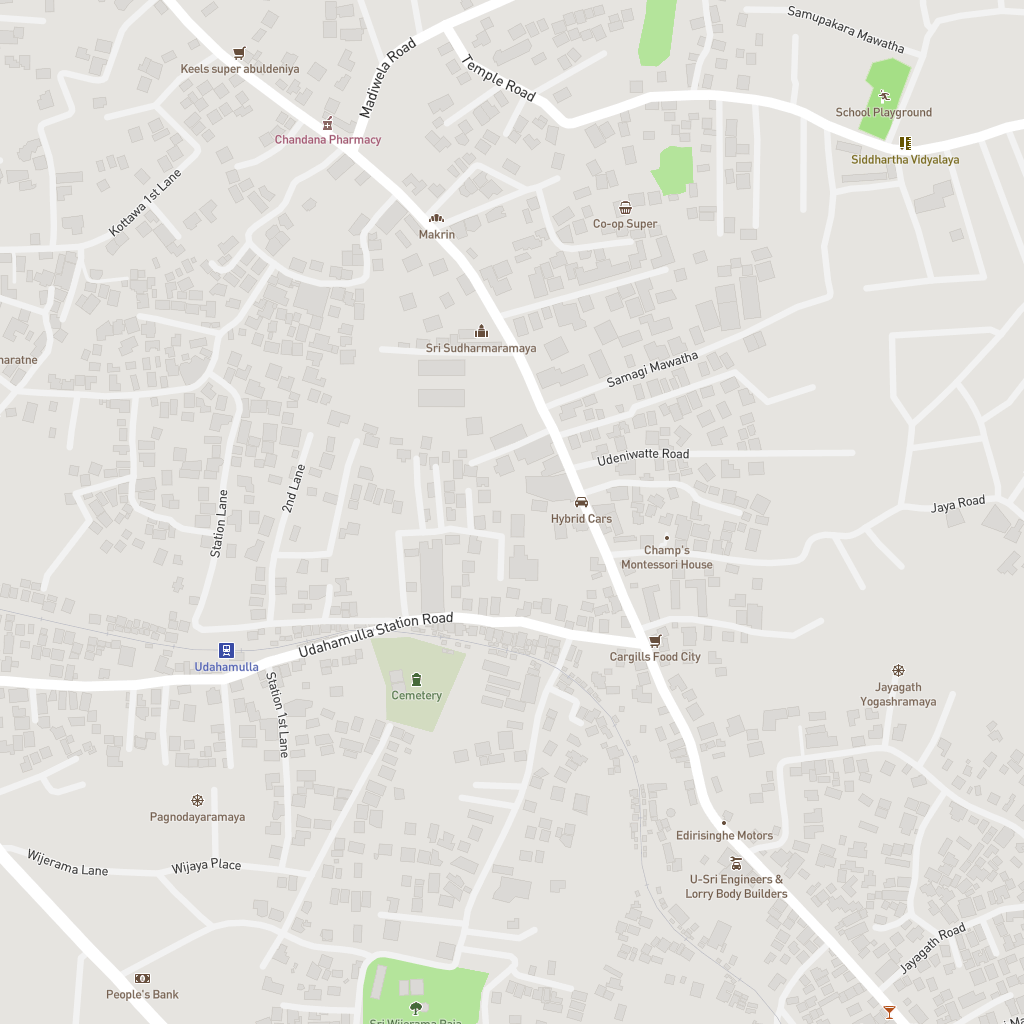 Samupakara Mawatha
Madiwela Road
Keels super abuldeniya
Temple Road
School Playground
Chandana Pharmacy
Siddhartha Vidyalaya
Kottawa 1st Lane
Co-op Super
Makrin
Sri Sudharmaramaya
Samagi Mawatha
Udeniwatte Road
2nd Lane
Station Lane
Hybrid Cars
Jaya Road
Champ's
Montessori House
Udahamulla Station Road
Udahamulla
Cargills Food City
Cemetery
Station 1st Lane
Jayagath
Yogashramaya
Pagnodayaramaya
Edirisinghe Motors
Wijerama Lane
Wijaya Place
U-Sri Engineers &
Lorry Body Builders
Jayagath Road
People's Bank